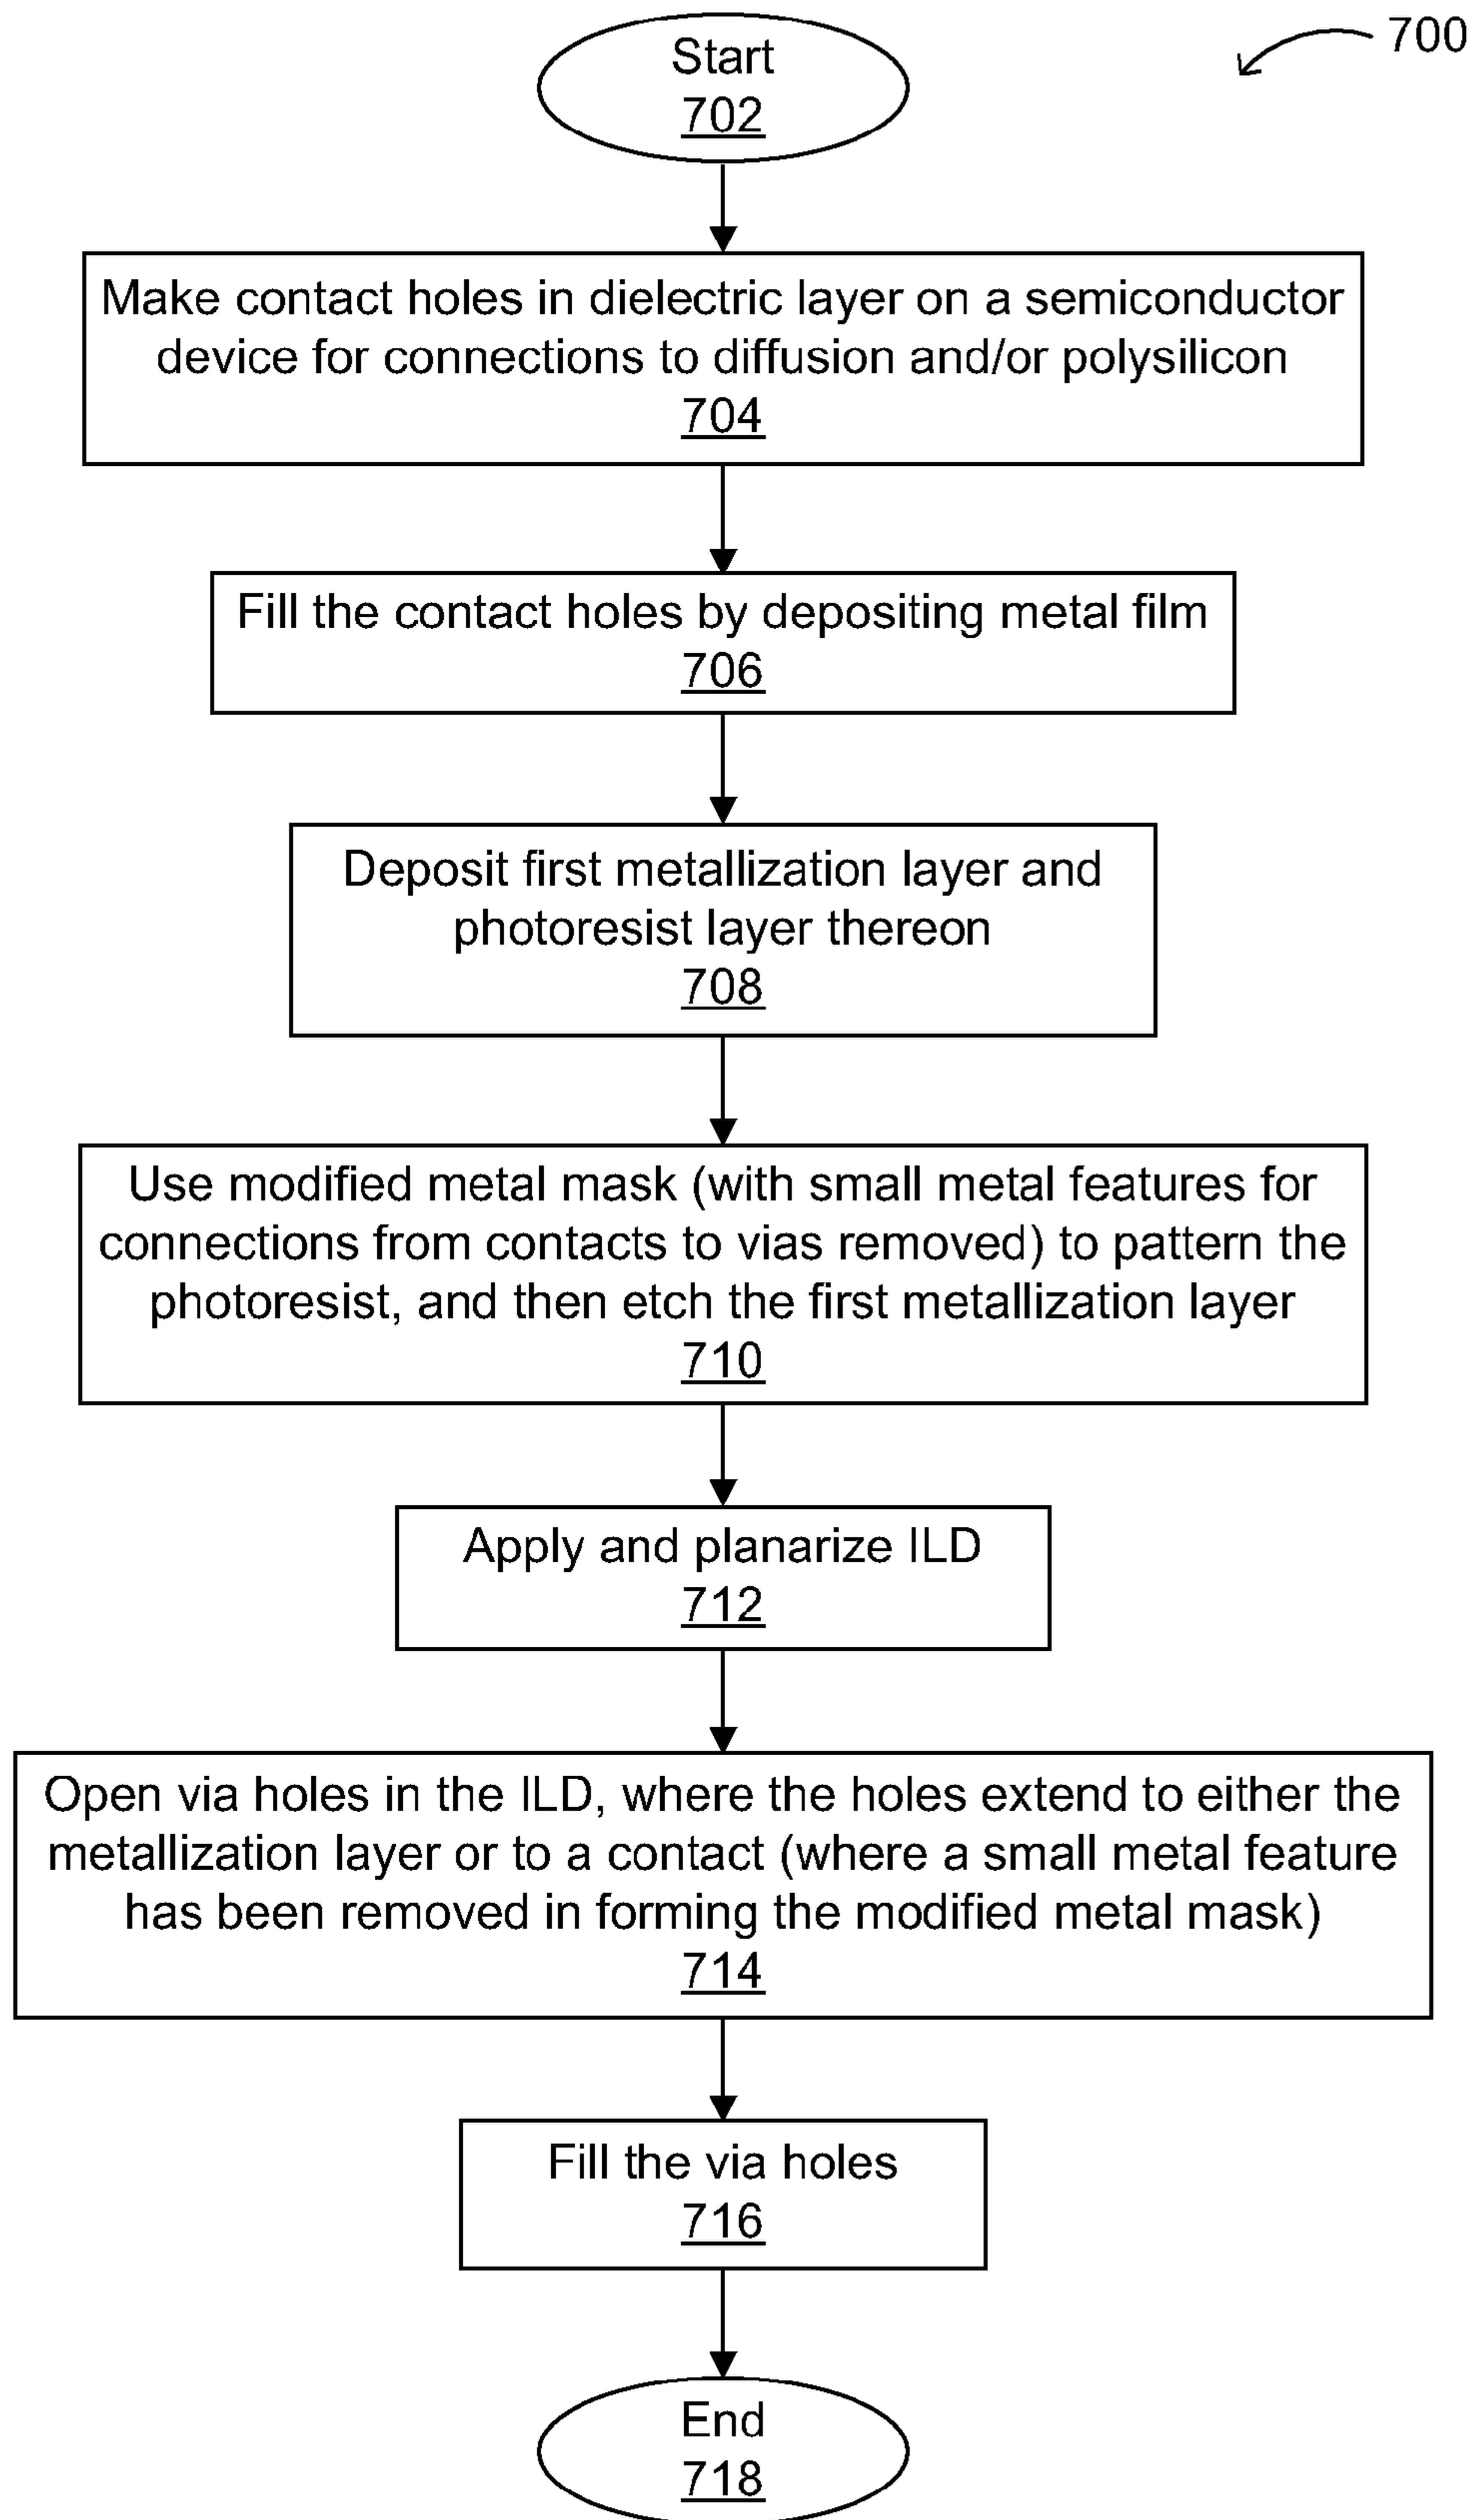 700
Start
702
Make contact holes in dielectric layer on a semiconductor
device for connections to diffusion and/or polysilicon
704
Fill the contact holes by depositing metal film
706
Deposit first metallization layer and
photoresist layer thereon
708
Use modified metal mask (with small metal features for
connections from contacts to vias removed) to pattern the
photoresist, and then etch the first metallization layer
710
Apply and planarize ILD
712
Open via holes in the ILD, where the holes extend to either the
metallization layer or to a contact (where a small metal feature
has been removed in forming the modified metal mask)
714
Fill the via holes
716
End
718